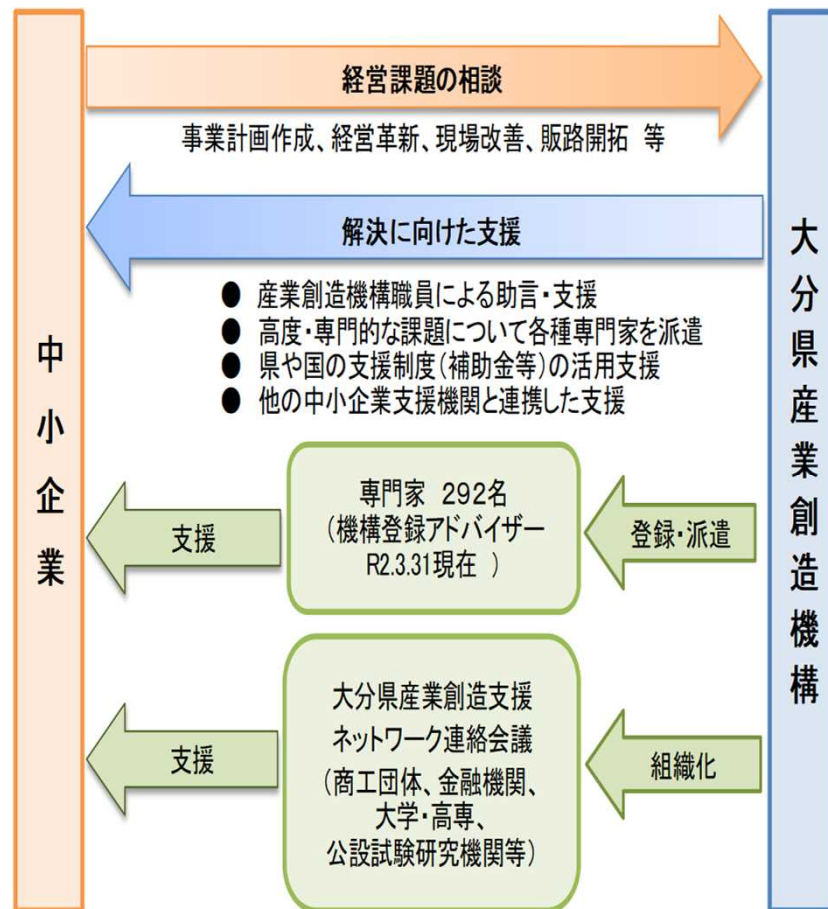 経営課題の相談
事業計画作成、経営革新、現場改善、販路開拓 等
解決に向けた支援
● 産業創造機構職員による助言・支援
● 高度・専門的な課題について各種専門家を派遣
● 県や国の支援制度(補助金等)の活用支援
● 他の中小企業支援機関と連携した支援
中小企業
大分県産業創造機構
支援
専門家 292名
(機構登録アドバイザー
R2.3.31現在 )
登録・派遣
支援
大分県産業創造支援
ネットワーク連絡会議
(商工団体、金融機関、
大学・高専、
公設試験研究機関等)
組織化